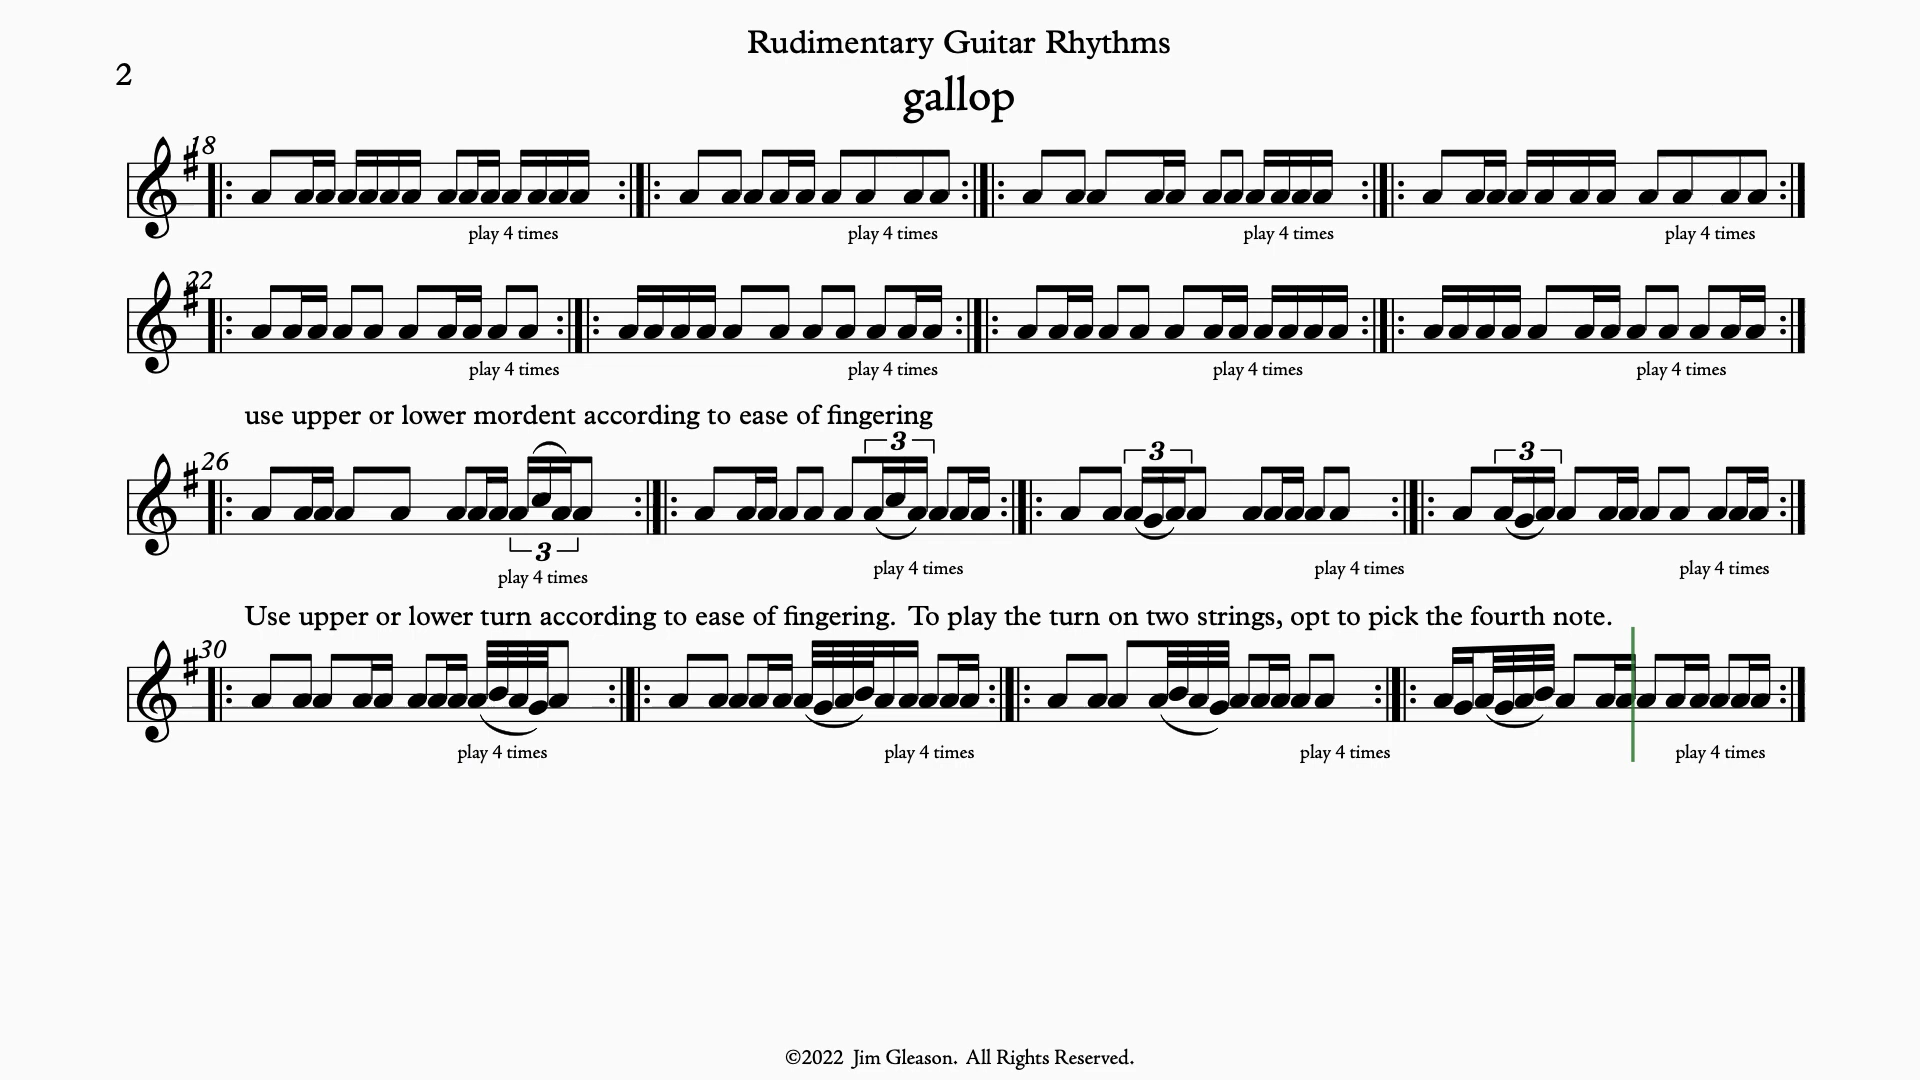 Rudimentary Guitar Rhythms
2
gallop
18
play 4 times play 4 times play 4 times play 4 times
22
play 4 times play 4 times play 4 times play 4 times
use upper or lower mordent according to ease of fingering
26 3 3 3
3
play 4 times play 4 times play 4 times play 4 times
Use upper or lower turn according to ease of fingering. To play the turn on two strings, opt to pick the fourth note.
30
play 4 times play 4 times play 4 times play 4 times
©2022 Jim Gleason. All Rights Reserved.